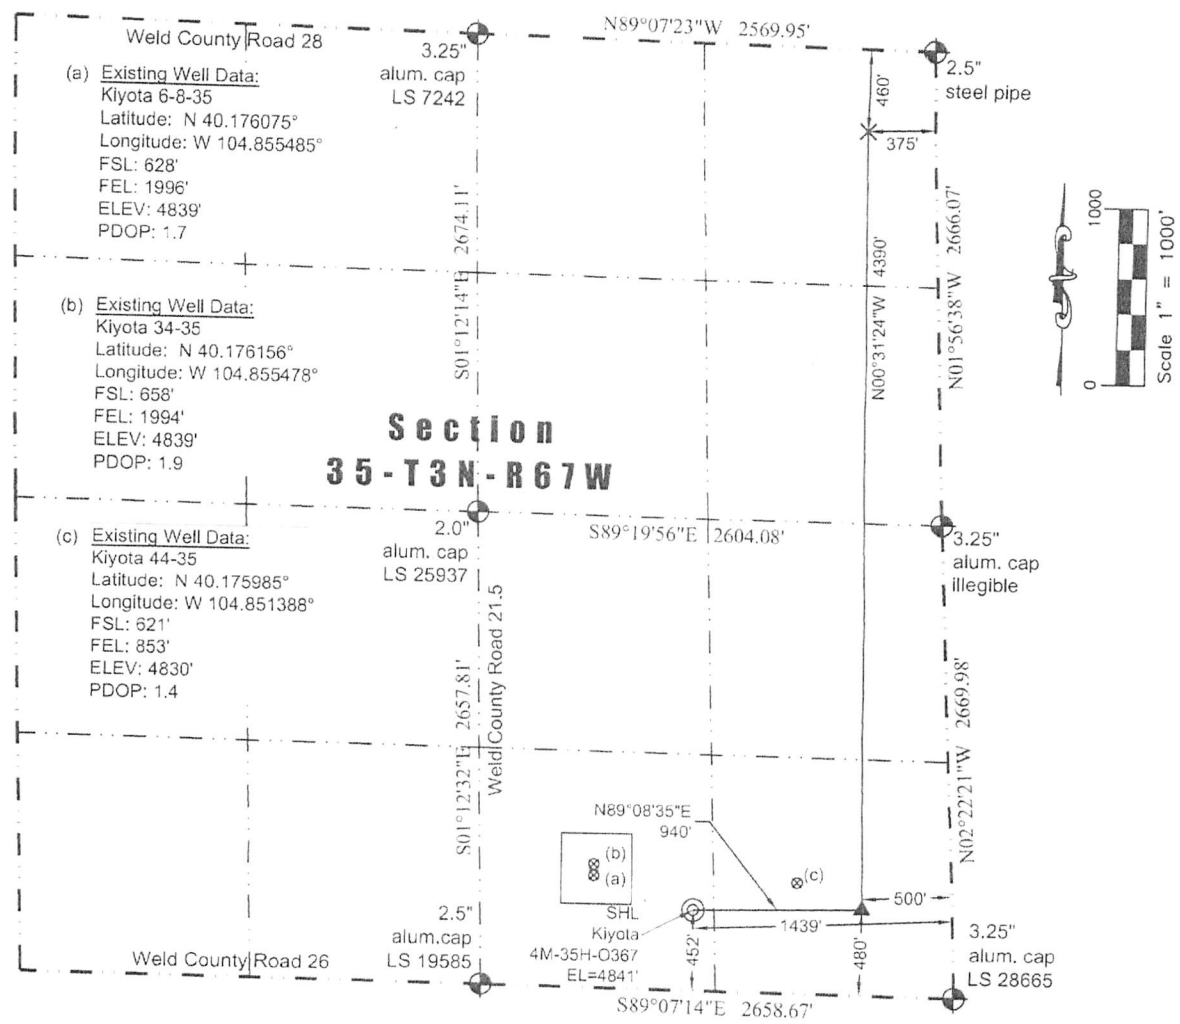 N89°07'23"W 2569.95'
Weld County Road 28
3.25"
alum. cap
LS 7242
2.5"
steel pipe
460'
375'
(a) Existing Well Data:
Kiyota 6-8-35
Latitude: N 40.176075°
Longitude: W 104.855485°
FSL: 628'
FEL: 1996'
ELEV: 4839'
PDOP: 1.7
S01°12'14"E 2674.11'
N00°31'24"W 4390'
N01°56'38"W 2666.07'
1000
0
Scale 1" = 1000'
(b) Existing Well Data:
Kiyota 34-35
Latitude: N 40.176156°
Longitude: W 104.855478°
FSL: 658'
FEL: 1994'
ELEV: 4839'
PDOP: 1.9
Section
35-T3N-R67W
2.0"
alum. cap
LS 25937
S89°19'56"E 2604.08'
3.25"
alum. cap
illegible
(c) Existing Well Data:
Kiyota 44-35
Latitude: N 40.175985°
Longitude: W 104.851388°
FSL: 621'
FEL: 853'
ELEV: 4830'
PDOP: 1.4
S01°12'32"E 2657.81'
Weld County Road 21.5
N02°22'21"W 2669.98'
N89°08'35"E
940'
(b)
(a)
(c)
SHL
Kiyota
4M-35H-O367
EL=4841'
452'
1439'
500'
480'
2.5"
alum.cap
LS 19585
3.25"
alum. cap
LS 28665
Weld County Road 26
S89°07'14"E 2658.67'